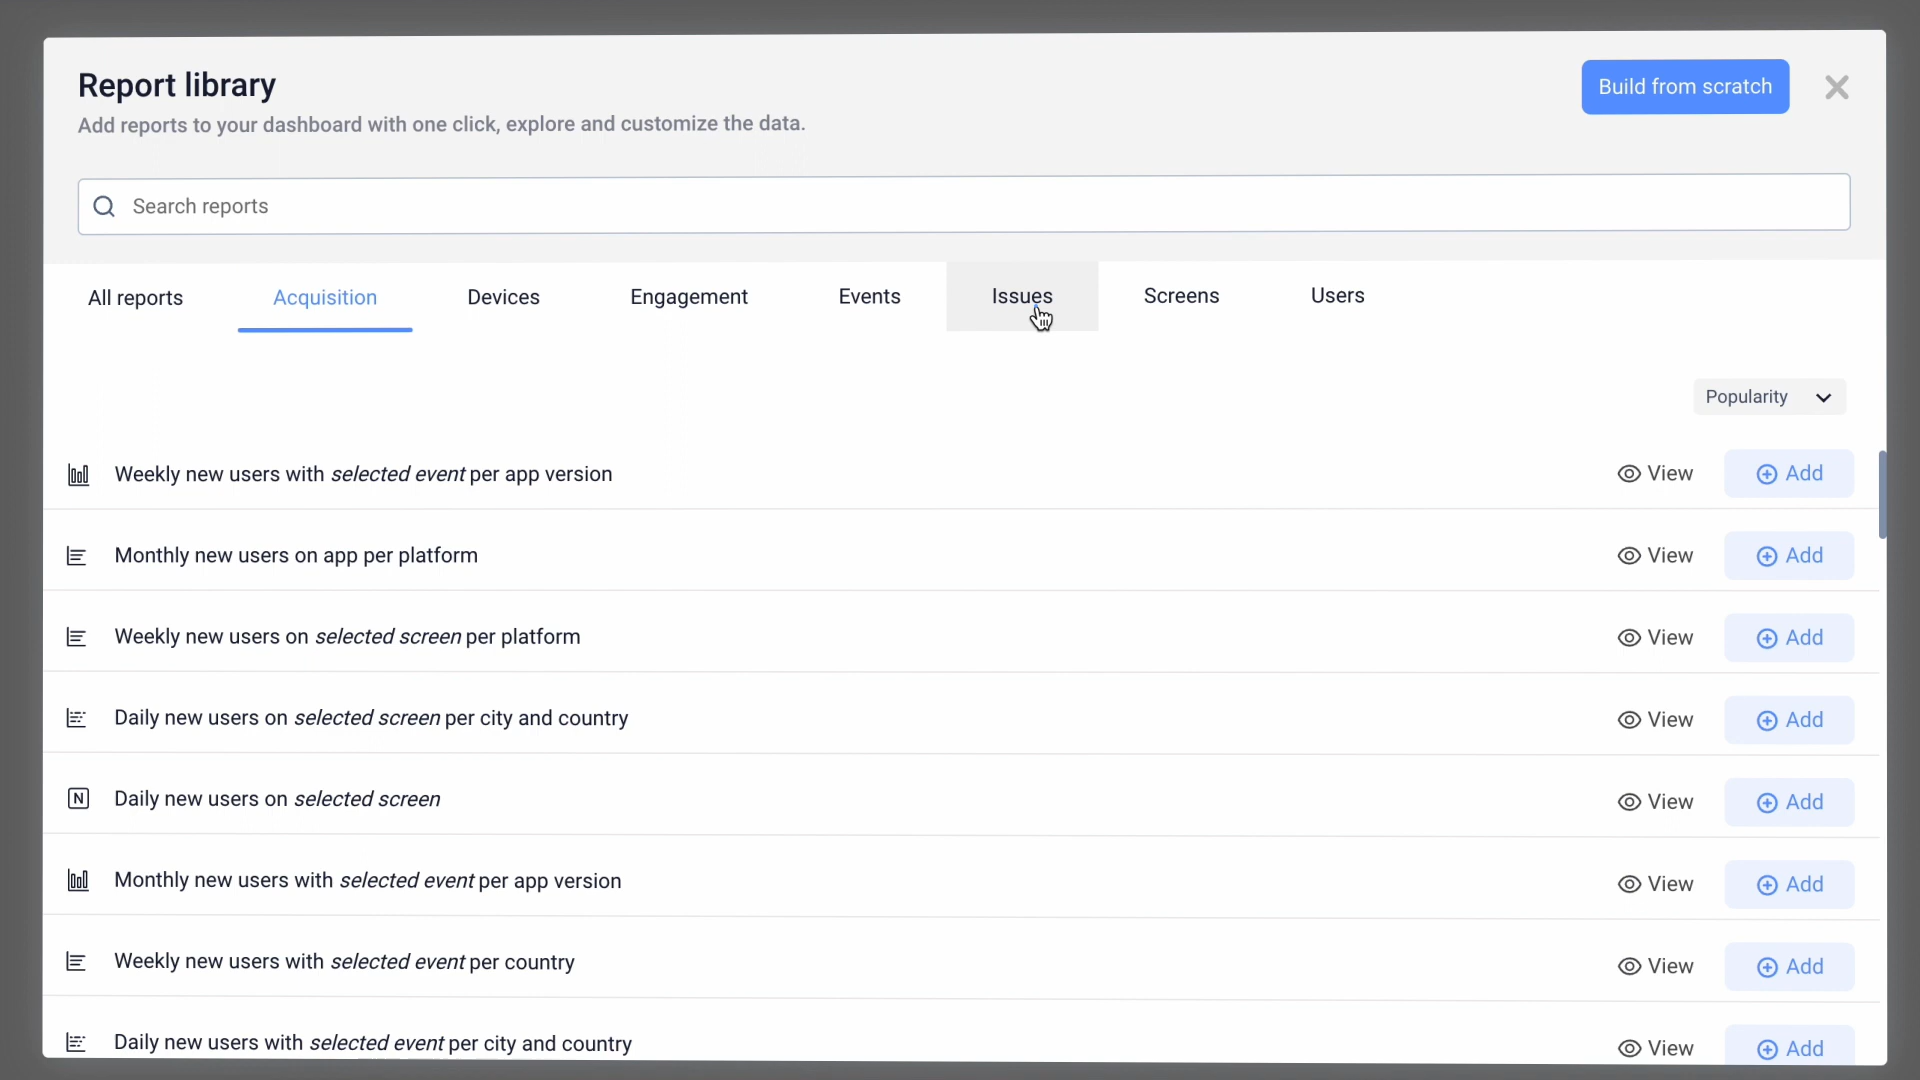 Report library
Build from scratch
Add reports to your dashboard with one click, explore and customize the data.
Search reports
All reports Acquisition Devices Engagement Events Issues Screens Users
Popularity
Weekly new users with selected event per app version View Add
Monthly new users on app per platform View Add
Weekly new users on selected screen per platform View Add
Daily new users on selected screen per city and country View Add
N Daily new users on selected screen View Add
Monthly new users with selected event per app version View Add
Weekly new users with selected event per country View Add
Daily new users with selected event per city and country View Add